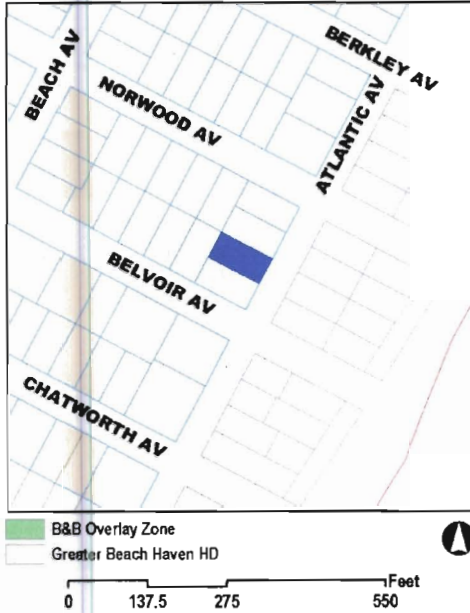 BERKLEY AV
BEACH AV
NORWOOD AV
ATLANTIC AV
BELVOIR AV
CHATWORTH AV
B&B Overlay Zone
Greater Beach Haven HD
Feet
0 137.5 275 550